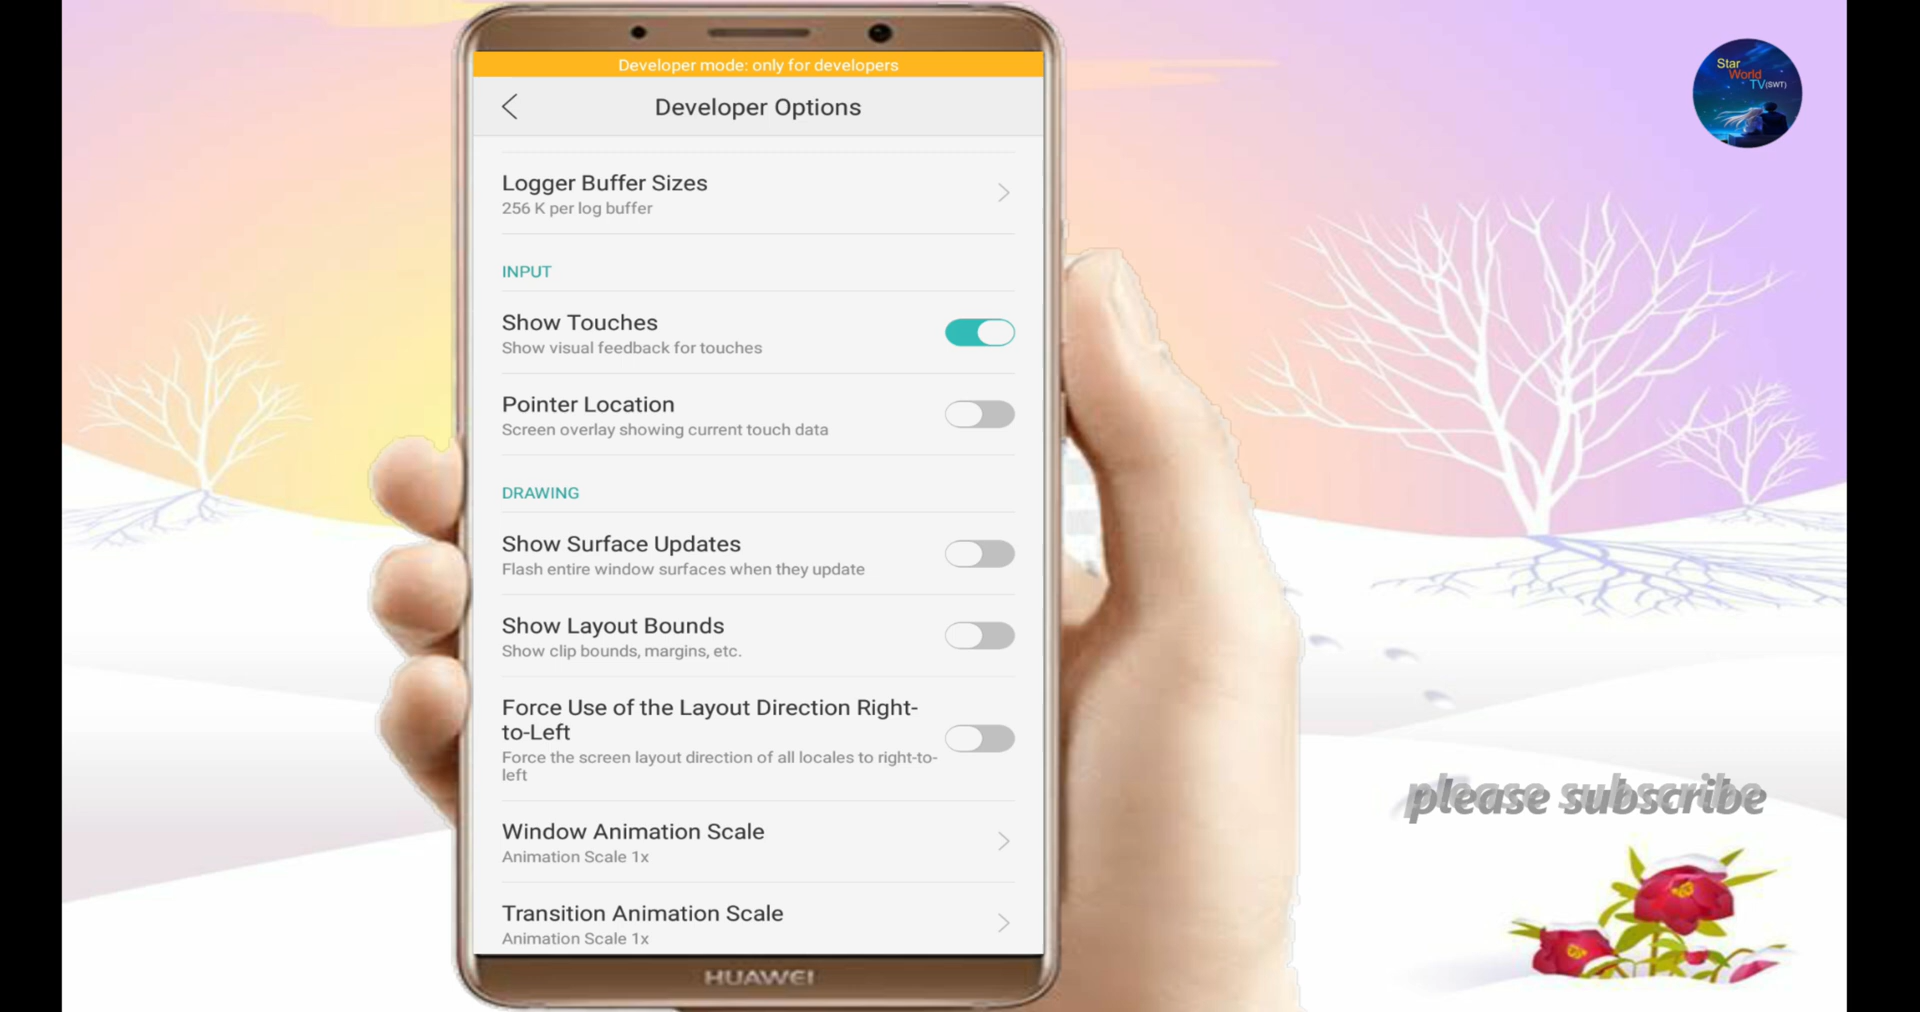 Developer mode: only for developers
Developer Options
Logger Buffer Sizes
256 K per log buffer
INPUT
Show Touches
Show visual feedback for touches
Pointer Location
Screen overlay showing current touch data
DRAWING
Show Surface Updates
Flash entire window surfaces when they update
Show Layout Bounds
Show clip bounds, margins, etc.
Force Use of the Layout Direction Right-
to-Left
Force the screen layout direction of all locales to right-to-
left
Window Animation Scale
Animation Scale 1x
Transition Animation Scale
Animation Scale 1x
HUAWEI
Star
World
TV(SWT)
please subscribe